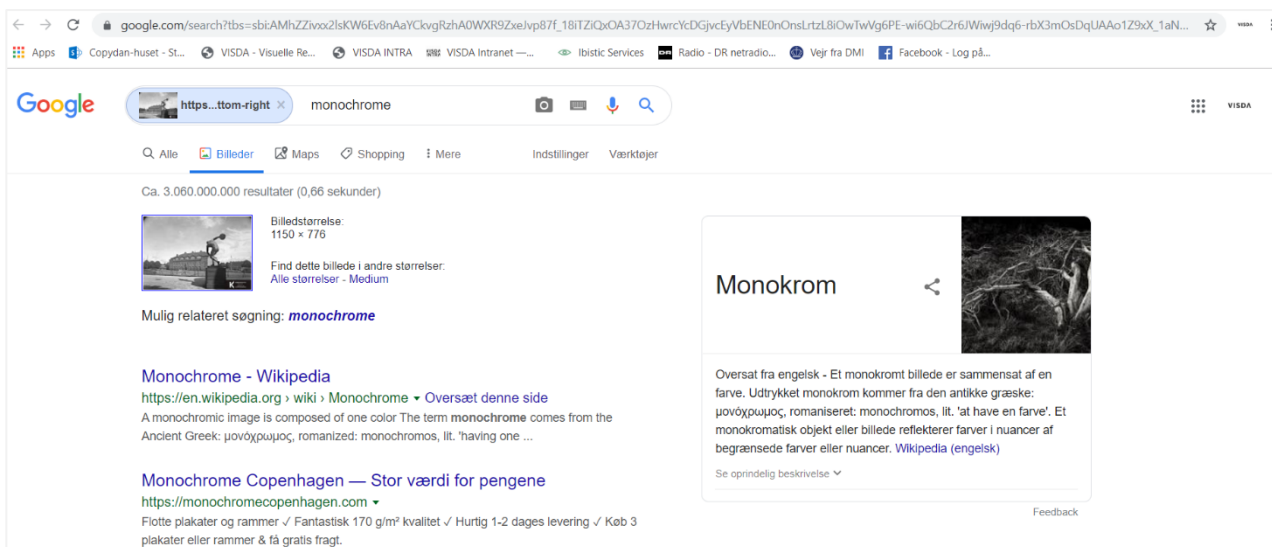 google.com/search?tbs=sbi:AMhZZivxx2lsKW6Ev8nAaYCkvgRzhA0WXR9ZxeJvp87f_18iTZiQxOA37OzHwrcYcDGjvcEyVbENE0nOnsLrtzL8iOwTwVg6PE-wi6QbC2r6JWiwj9dq6-rbX3mOsDqUAAo1Z9xX_1aN... VISDA
Apps Copydan-huset - St... VISDA - Visuelle Re... VISDA INTRA VISDA Intranet —... Ibistic Services Radio - DR netradio... Vejr fra DMI Facebook - Log på...
Google https...ttom-right × monochrome VISDA
Alle Billeder Maps Shopping Mere Indstillinger Værktøjer
Ca. 3.060.000.000 resultater (0,66 sekunder)
Billedstørrelse:
1150 × 776
Find dette billede i andre størrelser:
Alle størrelser - Medium
K
Mulig relateret søgning: monochrome
Monochrome - Wikipedia
https://en.wikipedia.org › wiki › Monochrome ▾ Oversæt denne side
A monochromic image is composed of one color The term monochrome comes from the
Ancient Greek: μονόχρωμος, romanized: monochromos, lit. 'having one ...
Monochrome Copenhagen — Stor værdi for pengene
https://monochromecopenhagen.com ▾
Flotte plakater og rammer ✓ Fantastisk 170 g/m² kvalitet ✓ Hurtig 1-2 dages levering ✓ Køb 3
plakater eller rammer & få gratis fragt.
Monokrom
Oversat fra engelsk - Et monokromt billede er sammensat af en
farve. Udtrykket monokrom kommer fra den antikke græske:
μονόχρωμος, romaniseret: monochromos, lit. 'at have en farve'. Et
monokromatisk objekt eller billede reflekterer farver i nuancer af
begrænsede farver eller nuancer. Wikipedia (engelsk)
Se oprindelig beskrivelse
Feedback